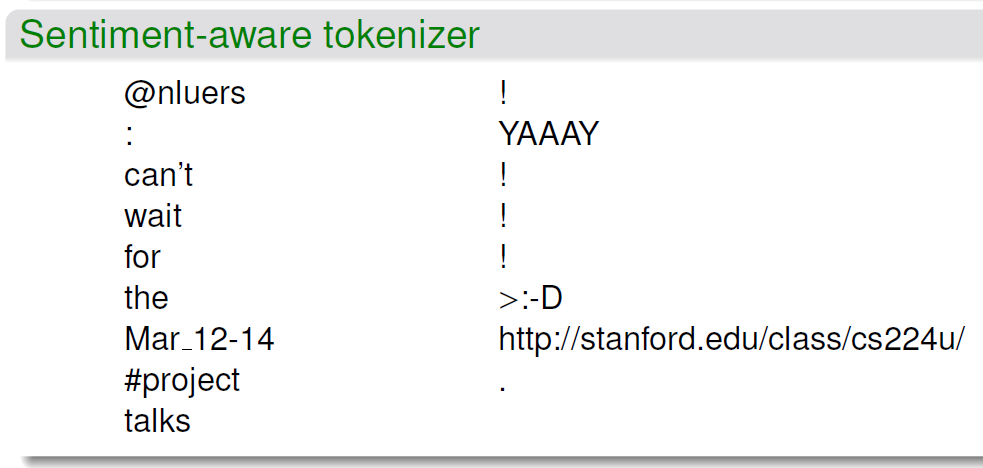 Sentiment-aware tokenizer
@nluers
:
can’t
wait
for
the
Mar_12-14
#project
talks
!
YAAAY
!
!
!
>:-D
http://stanford.edu/class/cs224u/
.